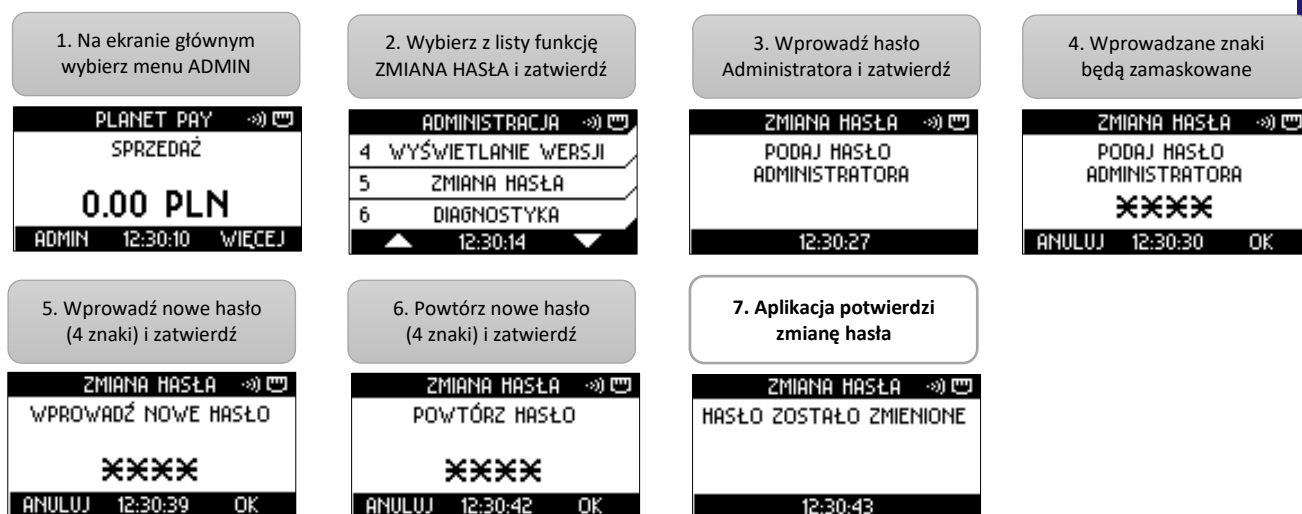 1. Na ekranie głównym
wybierz menu ADMIN
2. Wybierz z listy funkcję
ZMIANA HASŁA i zatwierdź
3. Wprowadź hasło
Administratora i zatwierdź
4. Wprowadzane znaki
będą zamaskowane
PLANET PAY
SPRZEDAŻ
0.00 PLN
ADMIN 12:30:10 WIĘCEJ
ADMINISTRACJA
4 WYŚWIETLANIE WERSJI
5 ZMIANA HASŁA
6 DIAGNOSTYKA
12:30:14
ZMIANA HASŁA
PODAJ HASŁO
ADMINISTRATORA
12:30:27
ZMIANA HASŁA
PODAJ HASŁO
ADMINISTRATORA
****
ANULUJ 12:30:30 OK
5. Wprowadź nowe hasło
(4 znaki) i zatwierdź
6. Powtórz nowe hasło
(4 znaki) i zatwierdź
7. Aplikacja potwierdzi
zmianę hasła
ZMIANA HASŁA
WPROWADŹ NOWE HASŁO
****
ANULUJ 12:30:39 OK
ZMIANA HASŁA
POWTÓRZ HASŁO
****
ANULUJ 12:30:42 OK
ZMIANA HASŁA
HASŁO ZOSTAŁO ZMIENIONE
12:30:43